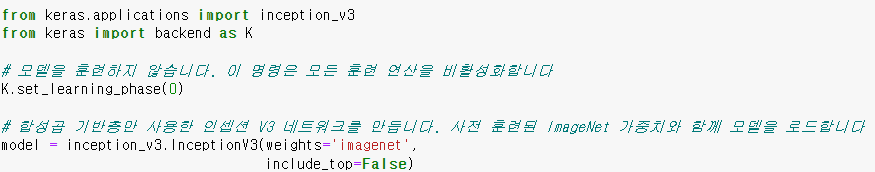 from keras.applications import inception_v3
from keras import backend as K
# 모델을 훈련하지 않습니다. 이 명령은 모든 훈련 연산을 비활성화합니다
K.set_learning_phase(0)
# 합성곱 기반층만 사용한 인셉션 V3 네트워크를 만듭니다. 사전 훈련된 ImageNet 가중치와 함께 모델을 로드합니다
model = inception_v3.InceptionV3(weights='imagenet',
                                 include_top=False)